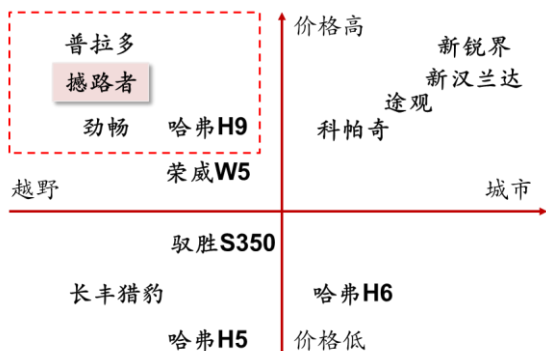 价格高
普拉多
新锐界
撼路者
新汉兰达
途观
劲畅
哈弗H9
科帕奇
荣威W5
越野
城市
驭胜S350
长丰猎豹
哈弗H6
哈弗H5
价格低